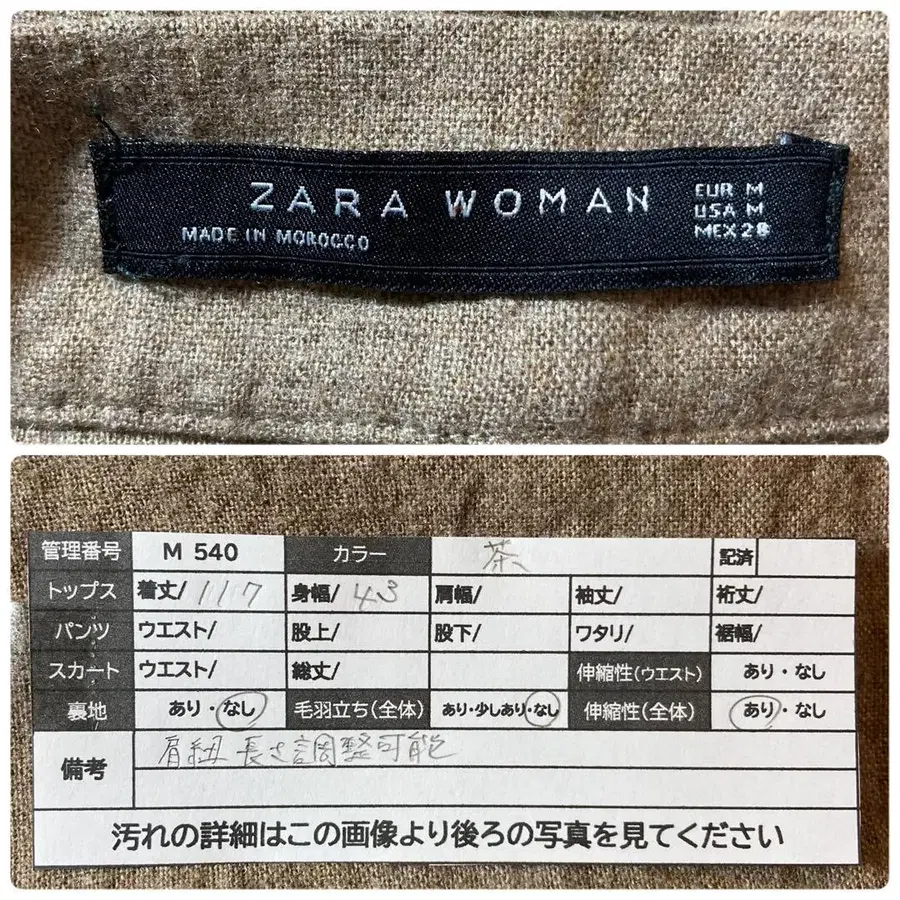 ZARA WOMAN
MADE IN MOROCCO
EUR M
USA M
MEX 28
管理番号 M 540 カラー 茶 記済
トップス 着丈/ 117 身幅/ 43 肩幅/ 袖丈/ 裄丈/
パンツ ウエスト/ 股上/ 股下/ ワタリ/ 裾幅/
スカート ウエスト/ 総丈/ 伸縮性(ウエスト) あり・なし
裏地 あり・なし 毛羽立ち(全体) あり・少しあり・なし 伸縮性(全体) あり・なし
備考 肩紐 長さ調整可能
汚れの詳細はこの画像より後ろの写真を見てください